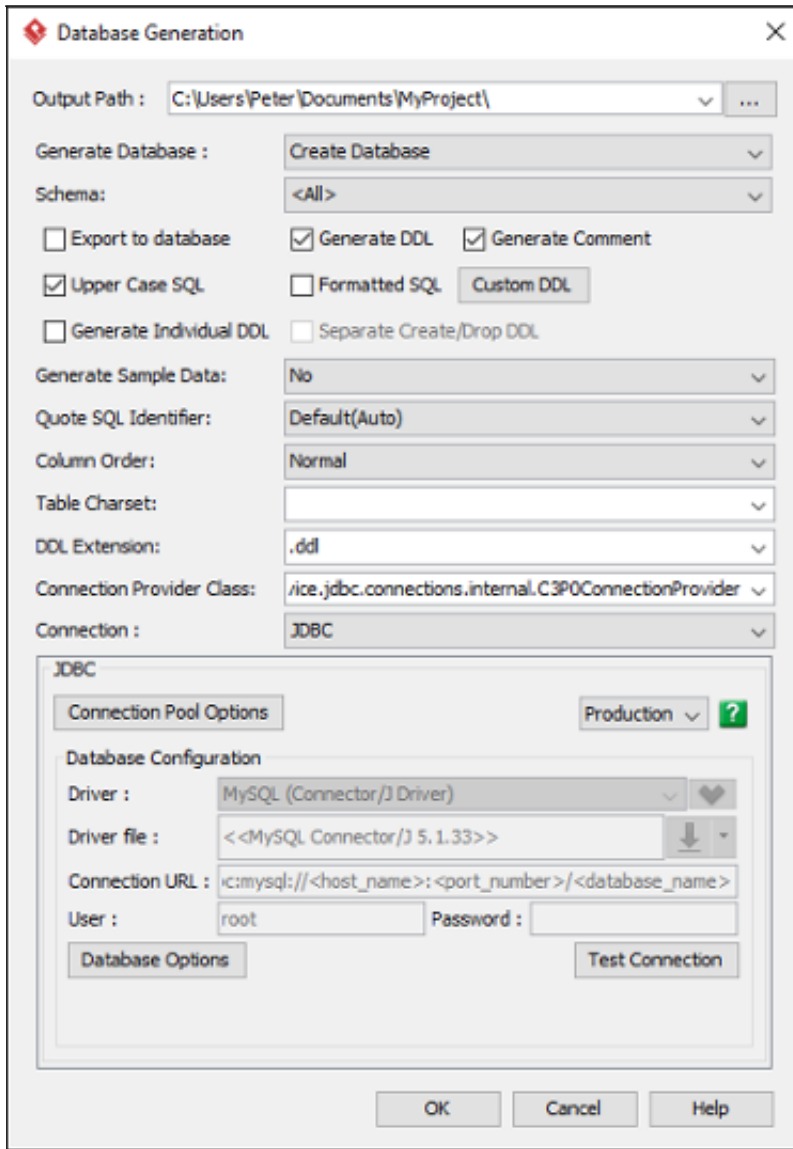 Database Generation
Output Path : C:\Users\Peter\Documents\MyProject\ ...
Generate Database : Create Database
Schema: <All>
Export to database Generate DDL Generate Comment
Upper Case SQL Formatted SQL Custom DDL
Generate Individual DDL Separate Create/Drop DDL
Generate Sample Data: No
Quote SQL Identifier: Default(Auto)
Column Order: Normal
Table Charset:
DDL Extension: .ddl
Connection Provider Class: /ice.jdbc.connections.internal.C3P0ConnectionProvider
Connection : JDBC
JDBC
Connection Pool Options Production ?
Database Configuration
Driver : MySQL (Connector/J Driver)
Driver file : <<MySQL Connector/J 5.1.33>>
Connection URL : c:mysql://<host_name>:<port_number>/<database_name>
User : root Password :
Database Options Test Connection
OK Cancel Help